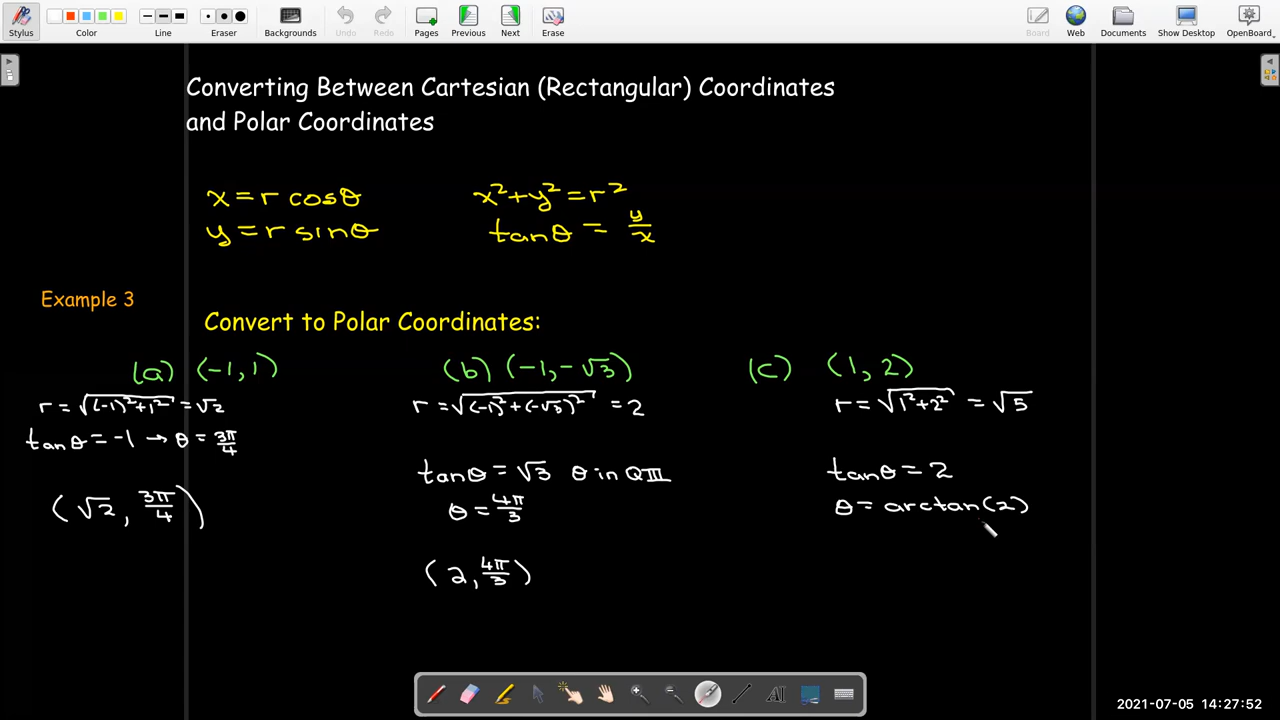 Stylus Color Line Eraser Backgrounds Undo Redo Pages Previous Next Erase Board Web Documents Show Desktop OpenBoard
Converting Between Cartesian (Rectangular) Coordinates
and Polar Coordinates
x = r cosθ
y = r sinθ
x² + y² = r²
tanθ = y/x
Example 3
Convert to Polar Coordinates:
(a) (-1, 1)
r = √((-1)² + 1²) = √2
tanθ = -1 → θ = 3π/4
(√2, 3π/4)
(b) (-1, -√3)
r = √((-1)² + (-√3)²) = 2
tanθ = √3 θ in QIII
θ = 4π/3
(2, 4π/3)
(c) (1, 2)
r = √(1² + 2²) = √5
tanθ = 2
θ = arctan(2)
2021-07-05 14:27:52